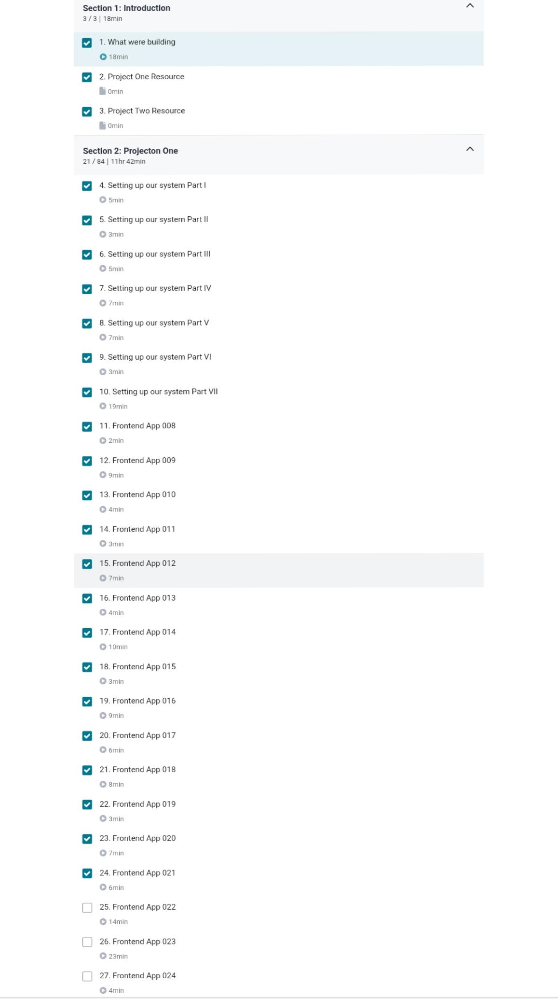 Section 1: Introduction
3 / 3 | 18min
1. What were building
18min
2. Project One Resource
0min
3. Project Two Resource
0min
Section 2: Projecton One
21 / 84 | 11hr 42min
4. Setting up our system Part I
5min
5. Setting up our system Part II
3min
6. Setting up our system Part III
5min
7. Setting up our system Part IV
7min
8. Setting up our system Part V
7min
9. Setting up our system Part VI
3min
10. Setting up our system Part VII
19min
11. Frontend App 008
2min
12. Frontend App 009
9min
13. Frontend App 010
4min
14. Frontend App 011
3min
15. Frontend App 012
7min
16. Frontend App 013
4min
17. Frontend App 014
10min
18. Frontend App 015
3min
19. Frontend App 016
9min
20. Frontend App 017
6min
21. Frontend App 018
8min
22. Frontend App 019
3min
23. Frontend App 020
7min
24. Frontend App 021
6min
25. Frontend App 022
14min
26. Frontend App 023
23min
27. Frontend App 024
4min